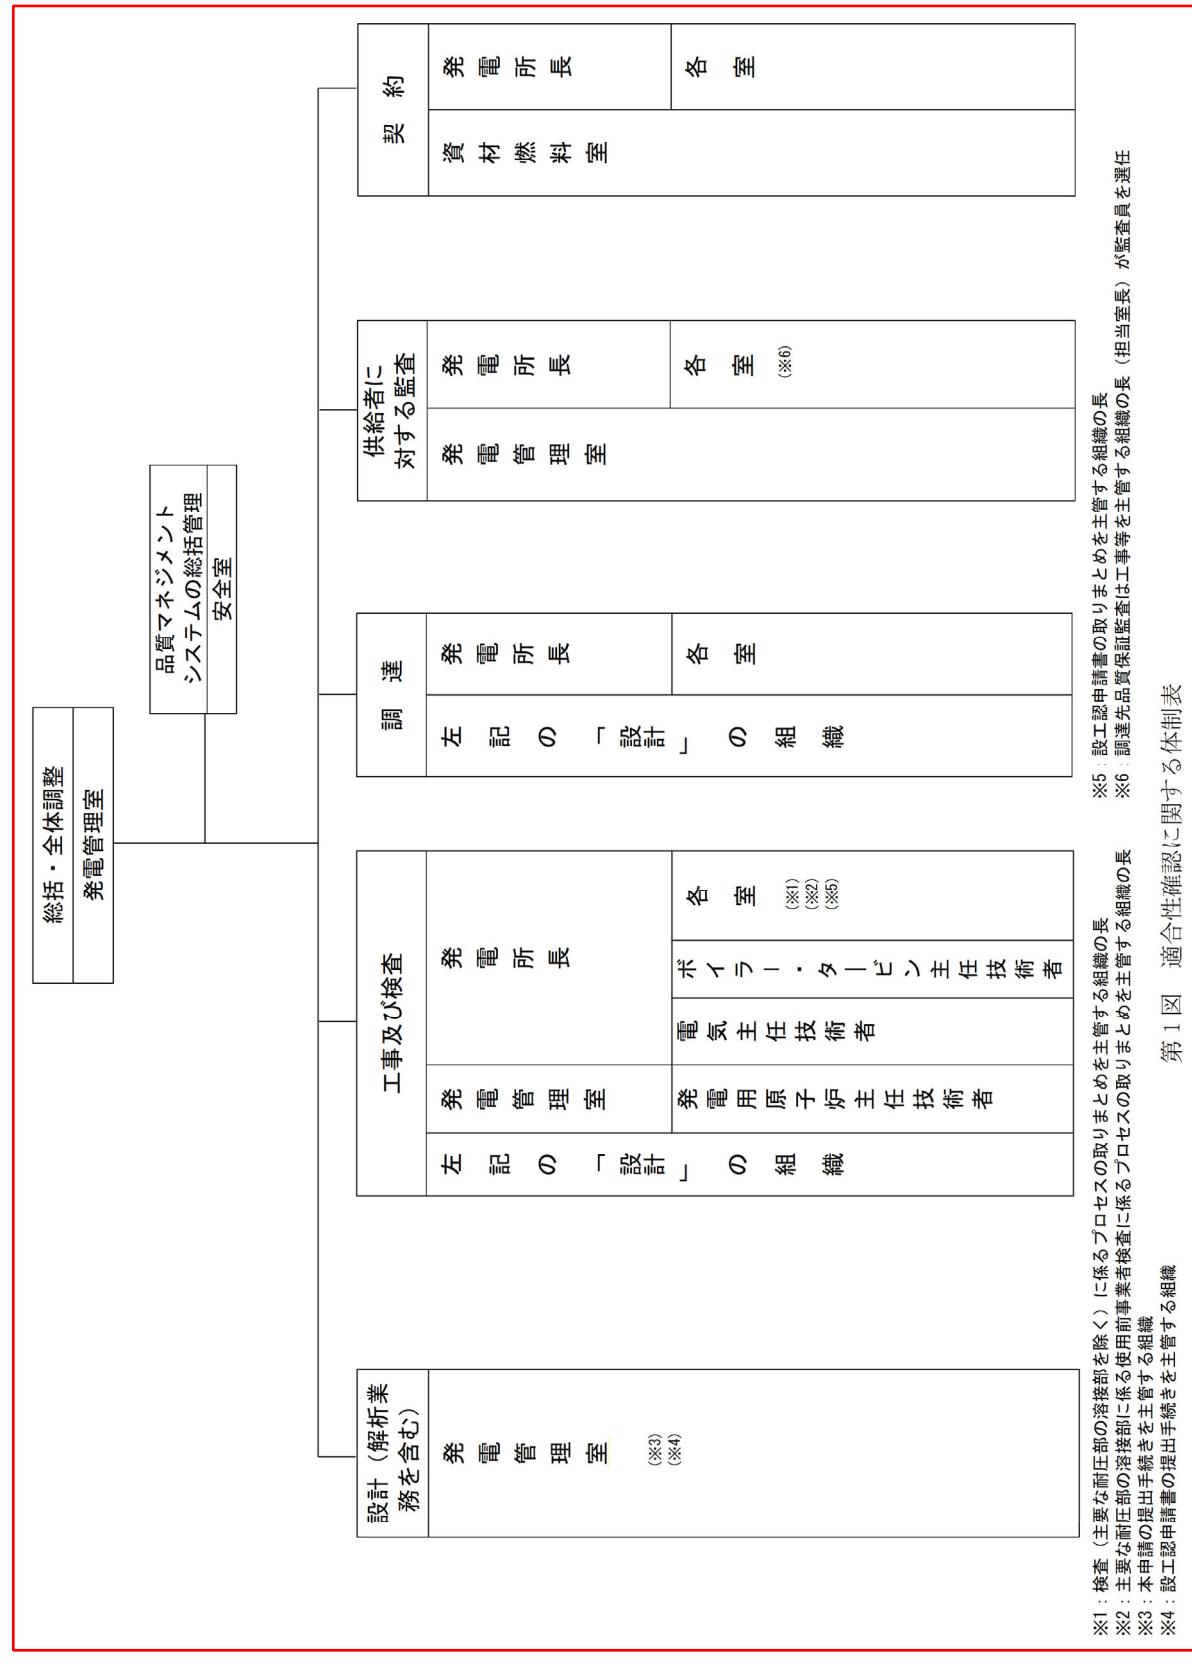 総括・全体調整
発電管理室
品質マネジメント
システムの総括管理
安全室
設計（解析業
務を含む）
発電管理室
(※3)
(※4)
工事及び検査
左記の「設計」の組織
発電管理室
発電所長
発電用原子炉主任技術者
電気主任技術者
ボイラー・タービン主任技術者
各室
(※1)
(※2)
(※5)
調達
左記の「設計」の組織
発電所長
各室
供給者に
対する監査
発電管理室
発電所長
各室
(※6)
契約
資材燃料室
発電所長
各室
※1：検査（主要な耐圧部の溶接部を除く）に係るプロセスの取りまとめを主管する組織の長
※2：主要な耐圧部の溶接部に係る使用前事業者検査に係るプロセスの取りまとめを主管する組織の長
※3：本申請の提出手続きを主管する組織
※4：設工認申請書の提出手続きを主管する組織
※5：設工認申請書の取りまとめを主管する組織の長
※6：調達先品質保証監査は工事等を主管する組織の長（担当室長）が監査員を選任
第1図　適合性確認に関する体制表